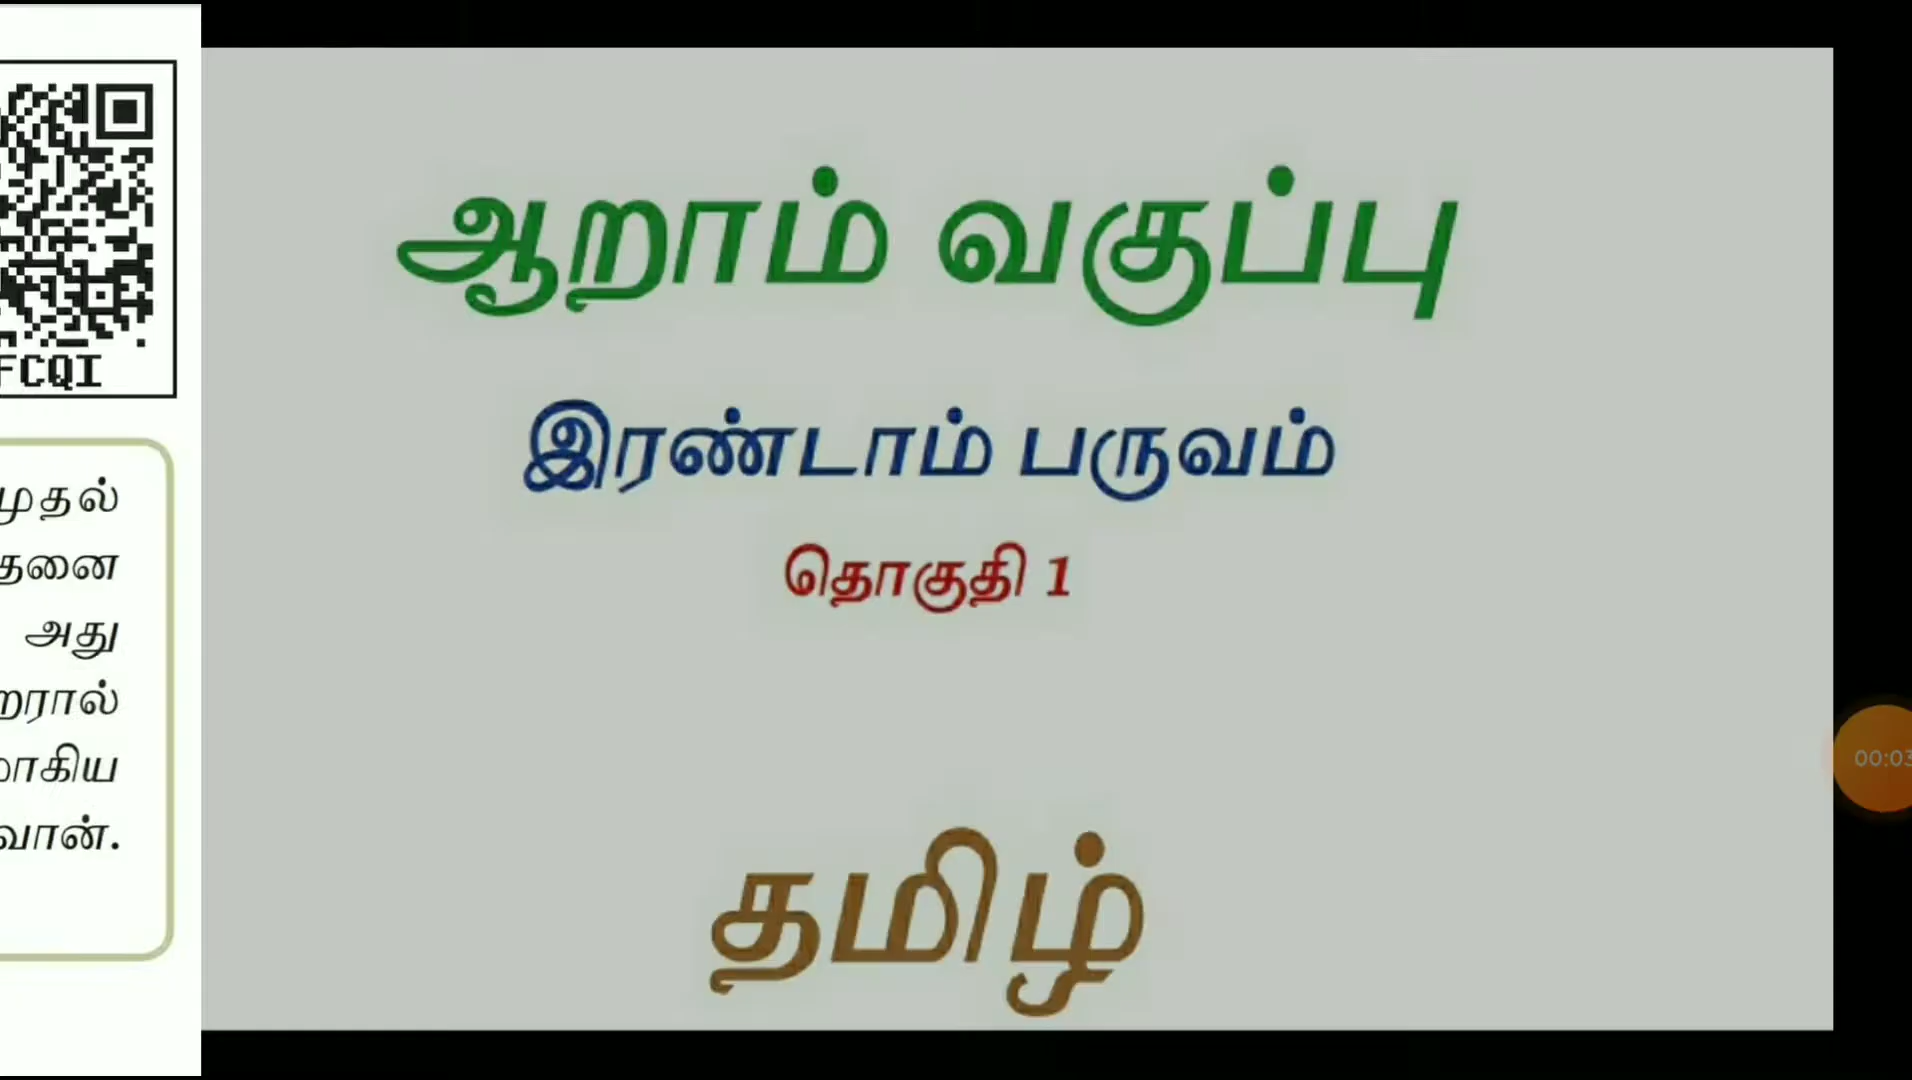 ஆறாம் வகுப்பு
இரண்டாம் பருவம்
தொகுதி 1
தமிழ்
FCQI
முதல்
தனை
அது
றரால்
மாகிய
வான்.
00:03